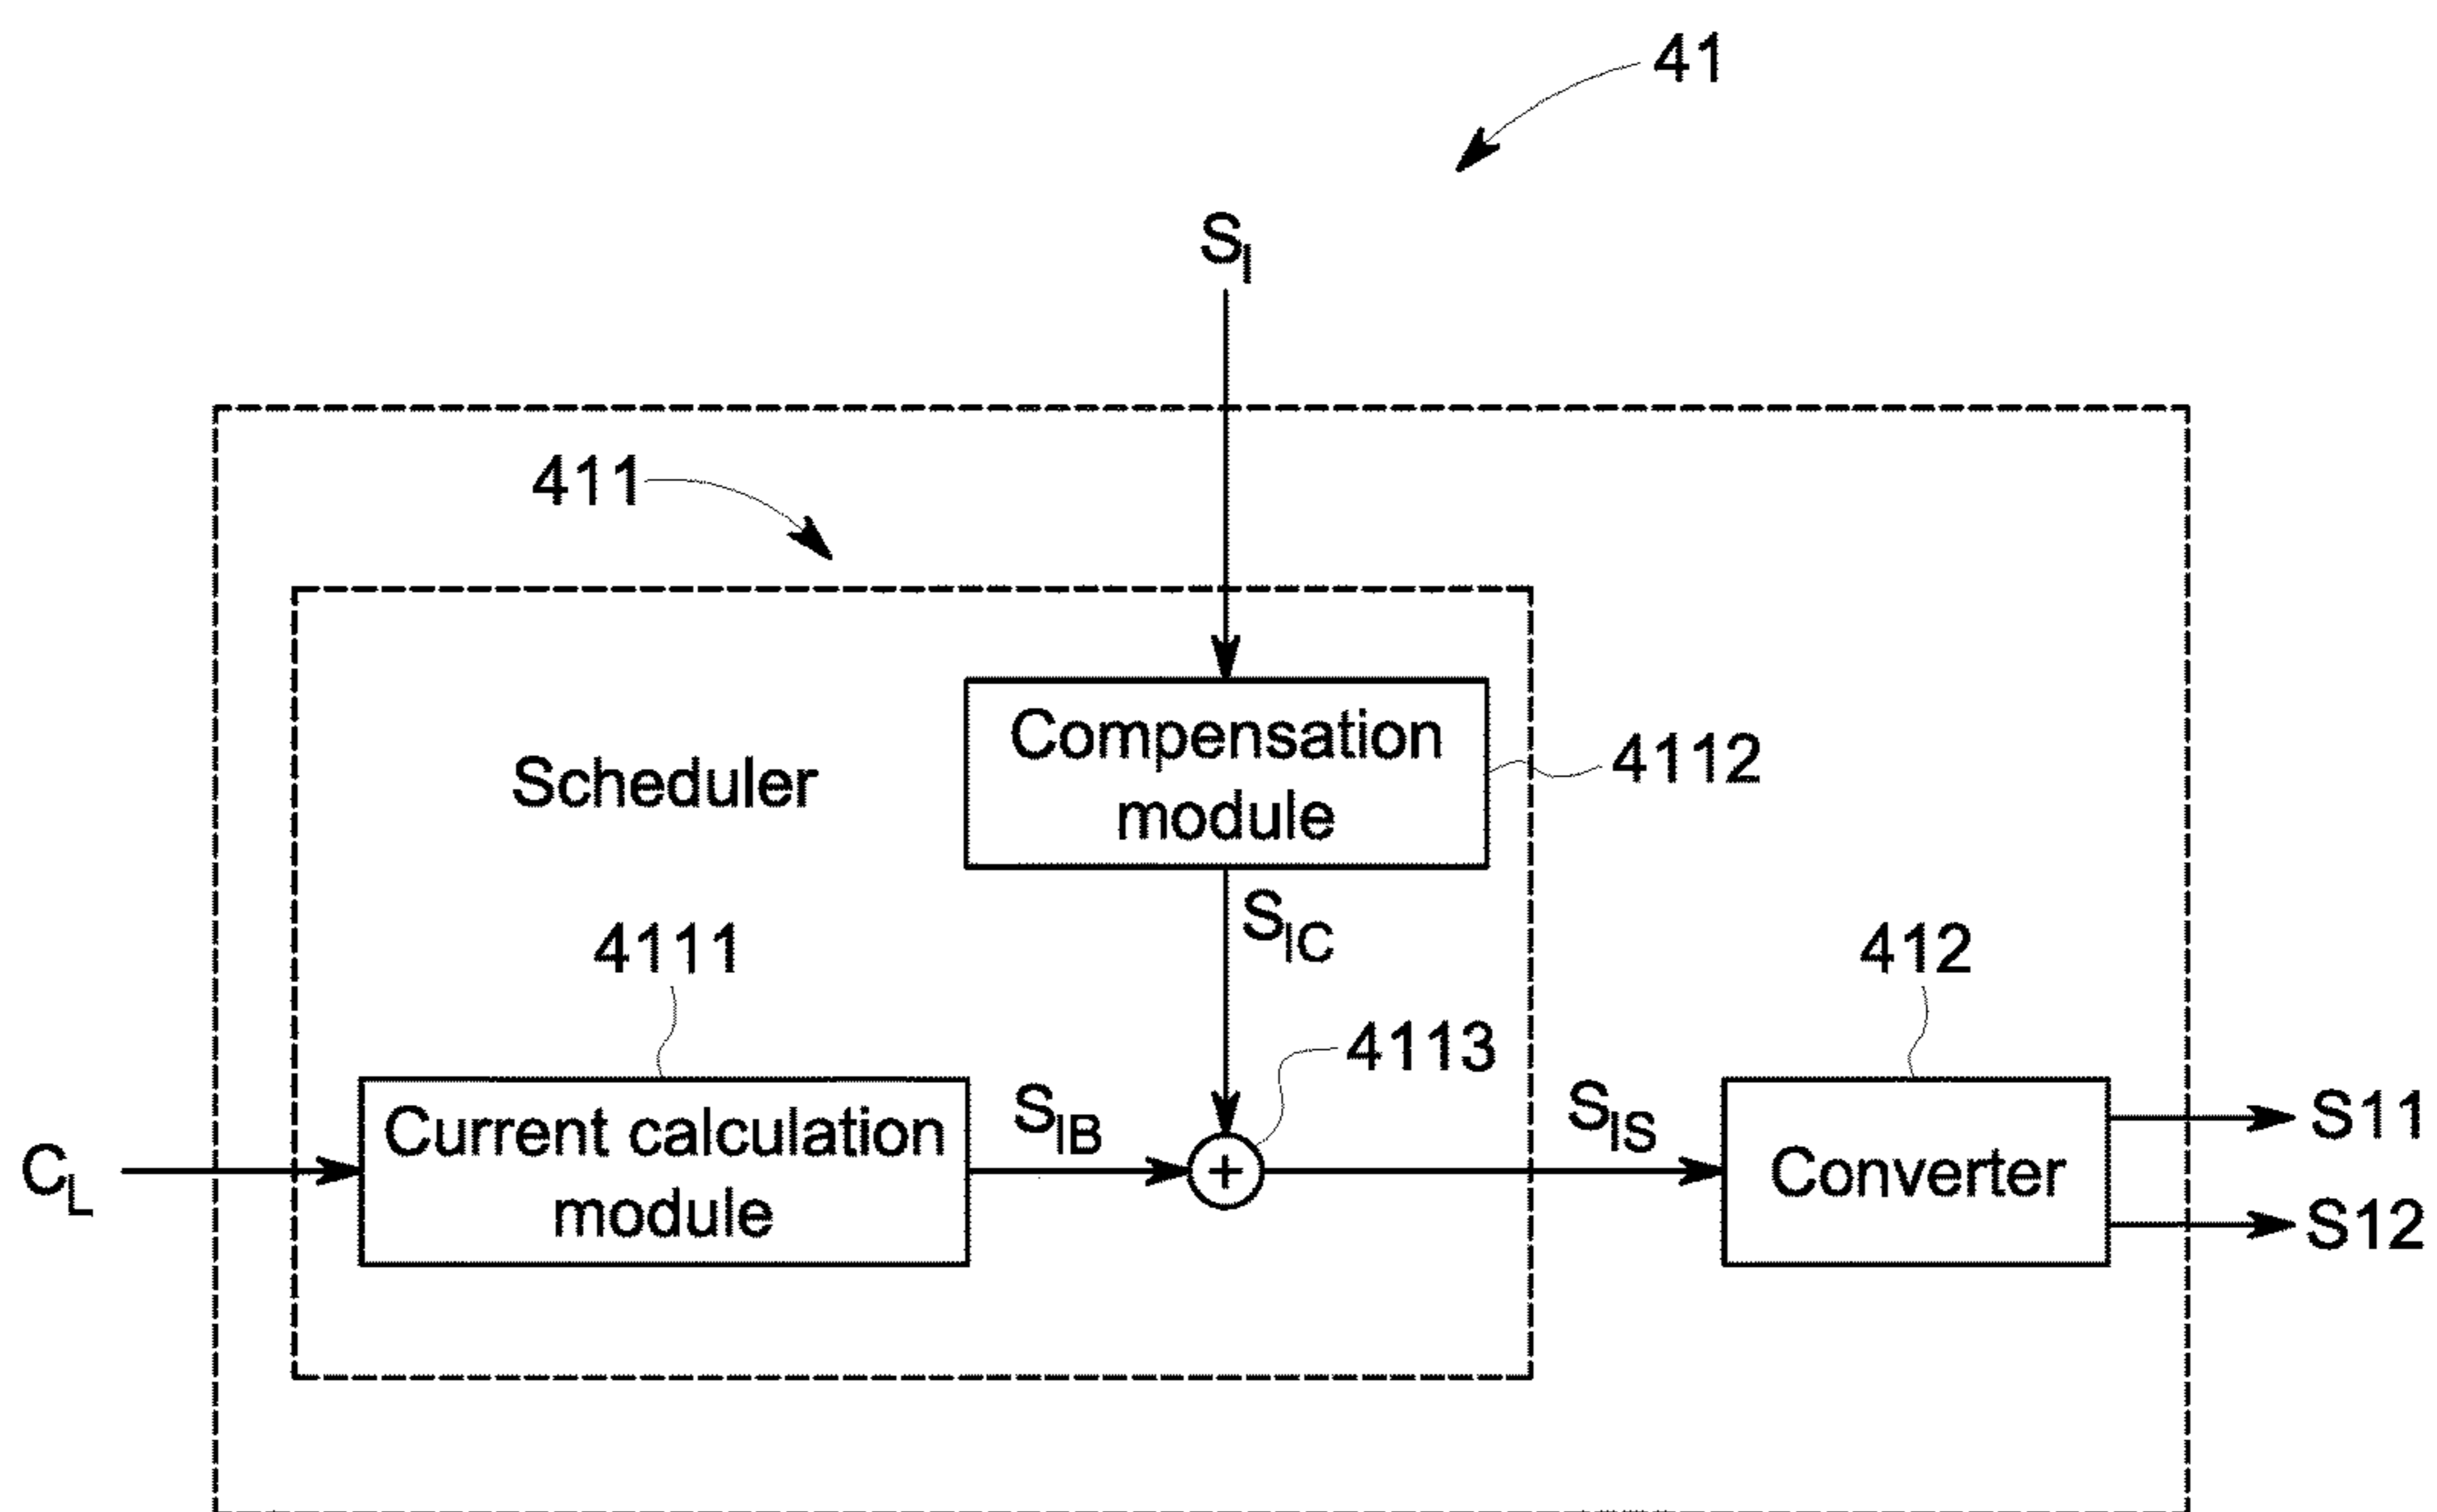 41
S_I
411
Compensation
module
4112
Scheduler
S_IC
4111
412
4113
Current calculation
module
S_IB
S_IS
Converter
C_L
S11
S12